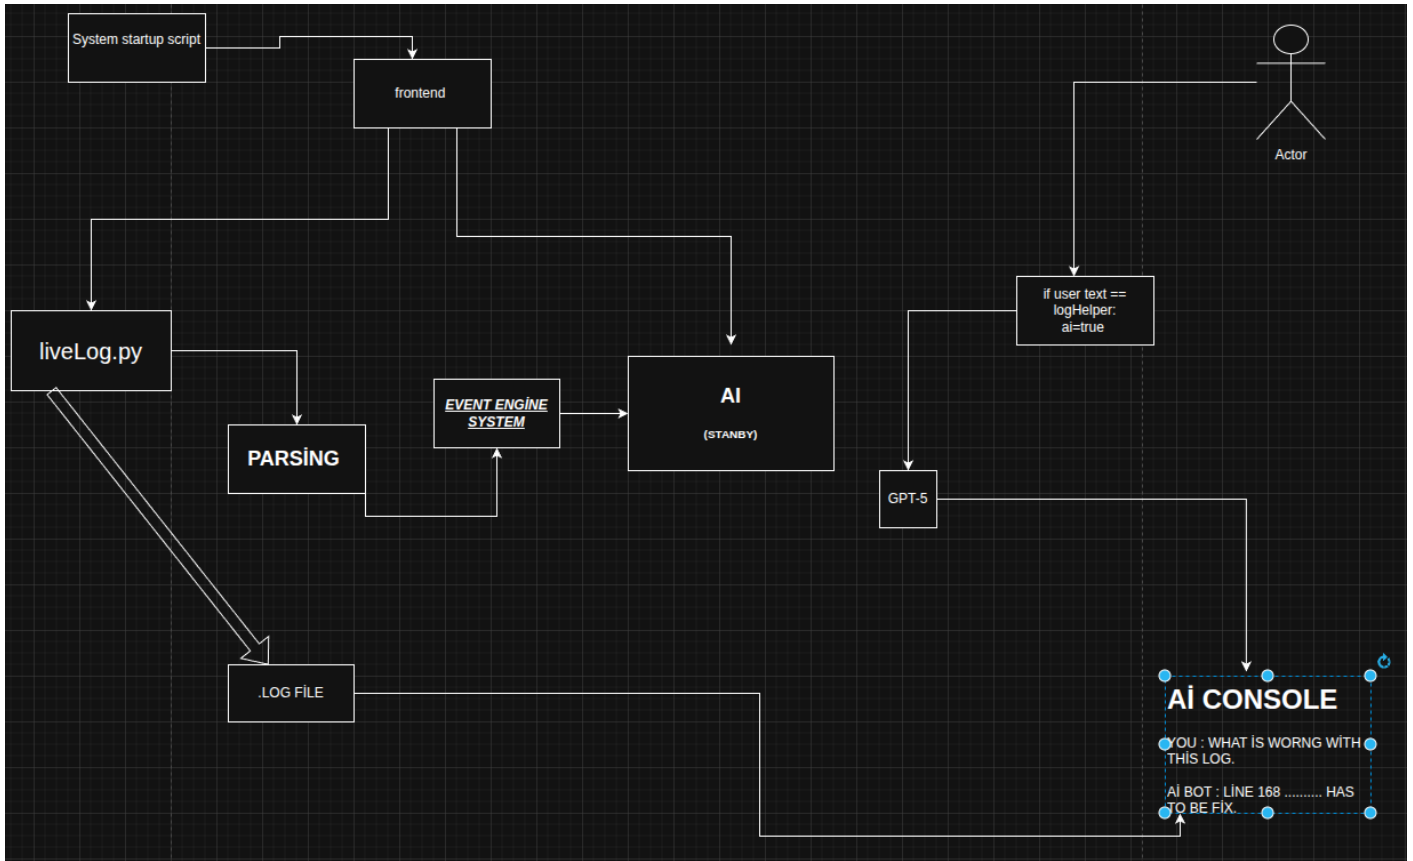 System startup script
frontend
Actor
if user text ==
logHelper:
ai=true
liveLog.py
EVENT ENGİNE
SYSTEM
AI
(STANBY)
PARSİNG
GPT-5
.LOG FİLE
Aİ CONSOLE
YOU : WHAT İS WORNG WİTH
THİS LOG.
Aİ BOT : LİNE 168 .......... HAS
TO BE FİX.